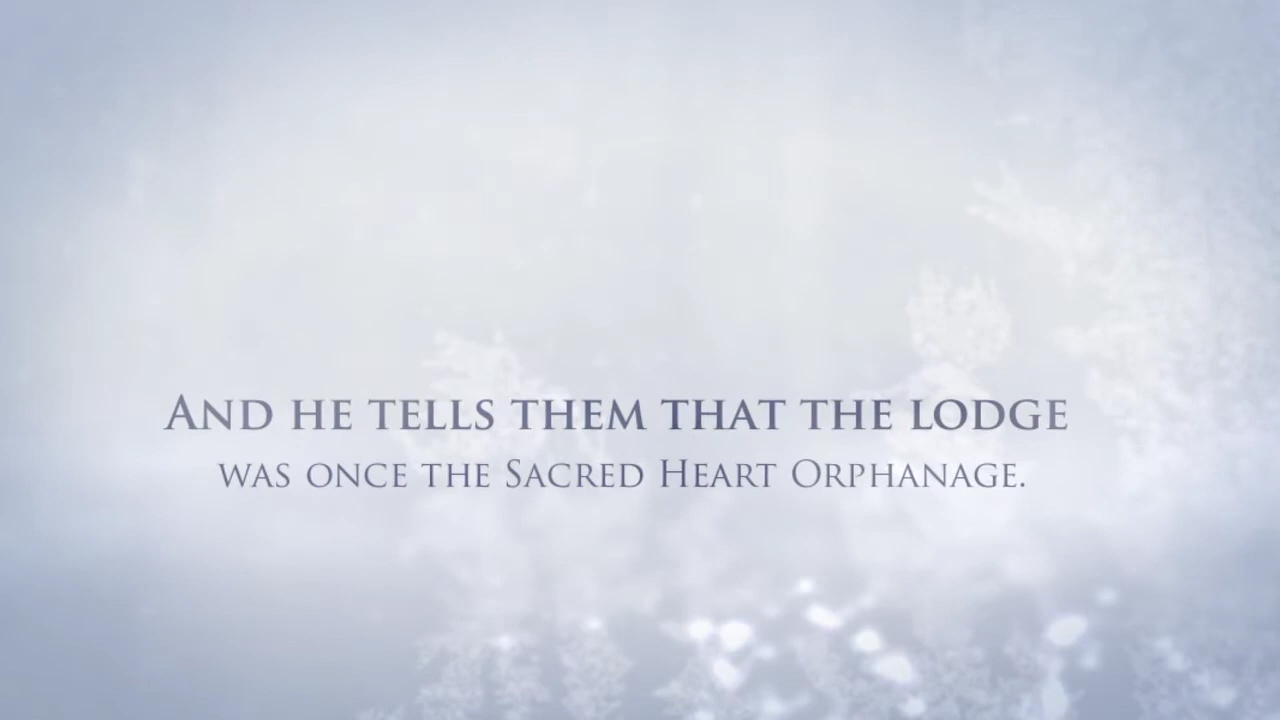 And he tells them that the lodge
was once the Sacred Heart Orphanage.